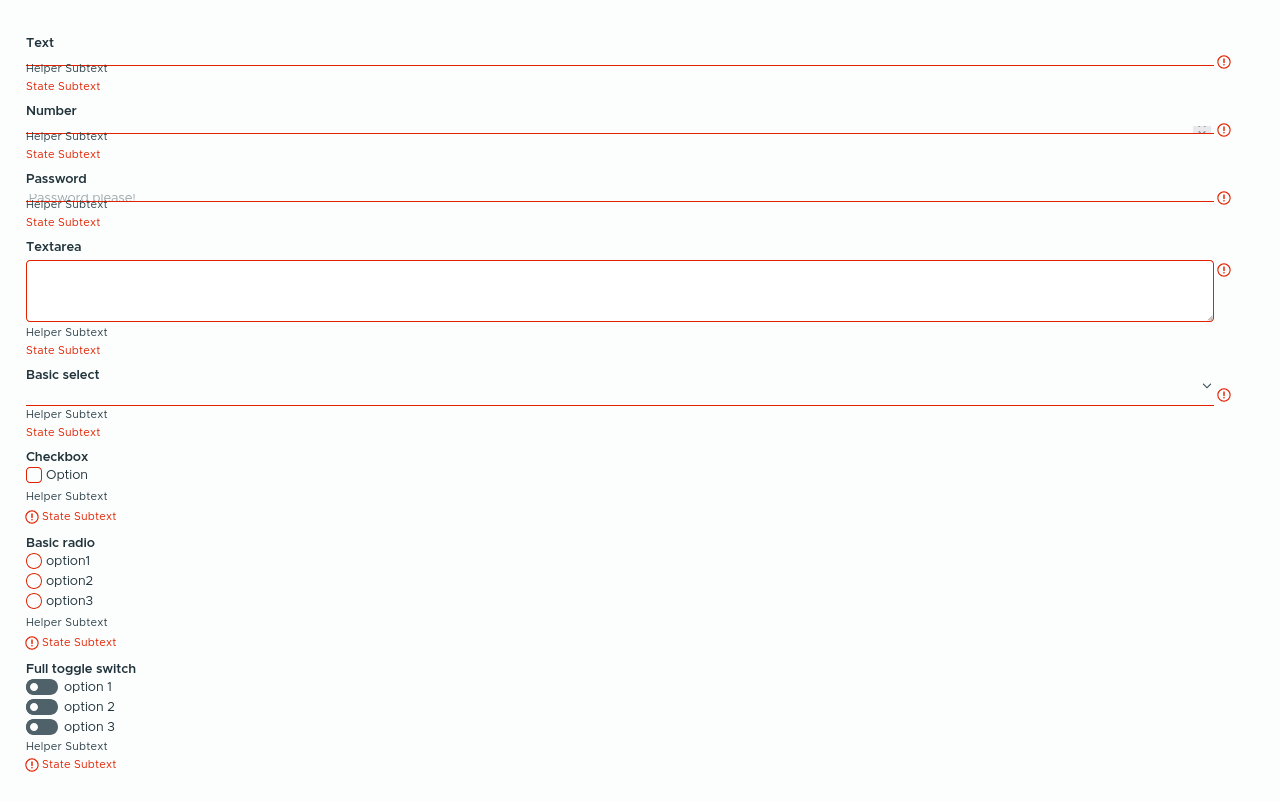 Text
Helper Subtext
State Subtext
Number
Helper Subtext
State Subtext
Password
Password please!
Helper Subtext
State Subtext
Textarea
Helper Subtext
State Subtext
Basic select
Helper Subtext
State Subtext
Checkbox
Option
Helper Subtext
State Subtext
Basic radio
option1
option2
option3
Helper Subtext
State Subtext
Full toggle switch
option 1
option 2
option 3
Helper Subtext
State Subtext